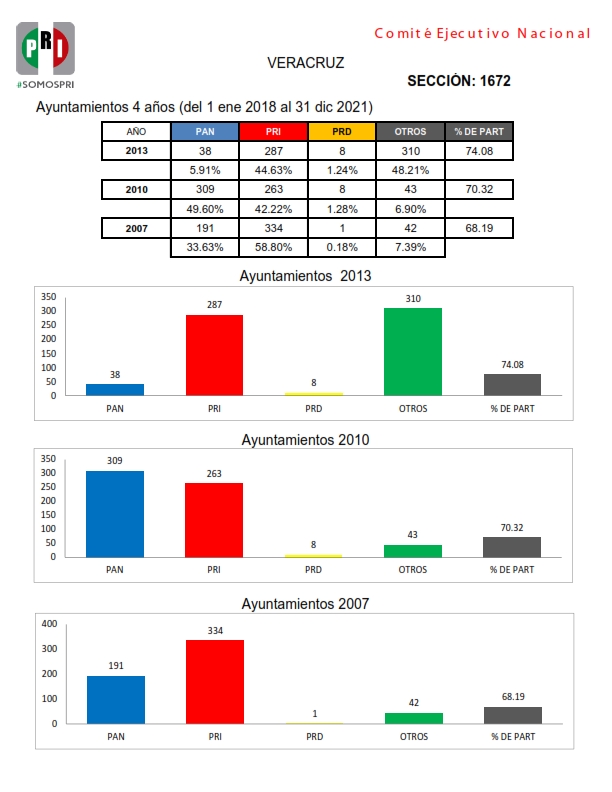 Comité Ejecutivo Nacional
PRI
#SOMOSPRI
VERACRUZ
SECCIÓN: 1672
Ayuntamientos 4 años (del 1 ene 2018 al 31 dic 2021)
AÑO PAN PRI PRD OTROS % DE PART
2013 38 287 8 310 74.08
5.91% 44.63% 1.24% 48.21%
2010 309 263 8 43 70.32
49.60% 42.22% 1.28% 6.90%
2007 191 334 1 42 68.19
33.63% 58.80% 0.18% 7.39%
Ayuntamientos 2013
350
300
250
200
150
100
50
0
38 287 8 310 74.08
PAN PRI PRD OTROS % DE PART
Ayuntamientos 2010
350
300
250
200
150
100
50
0
309 263 8 43 70.32
PAN PRI PRD OTROS % DE PART
Ayuntamientos 2007
400
300
200
100
0
191 334 1 42 68.19
PAN PRI PRD OTROS % DE PART